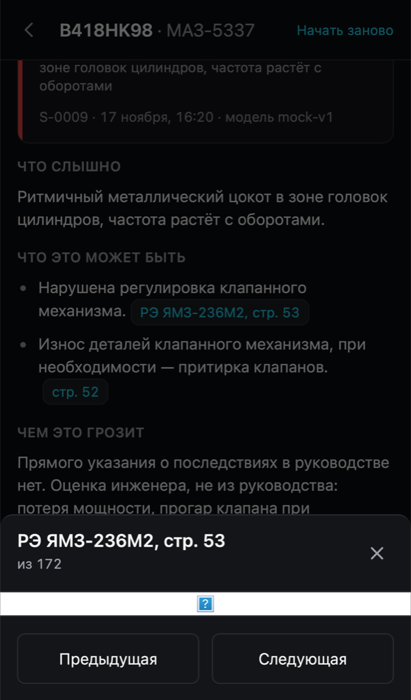 В418НК98 · МАЗ-5337
Начать заново
зоне головок цилиндров, частота растёт с
оборотами
S-0009 · 17 ноября, 16:20 · модель mock-v1
ЧТО СЛЫШНО
Ритмичный металлический цокот в зоне головок
цилиндров, частота растёт с оборотами.
ЧТО ЭТО МОЖЕТ БЫТЬ
• Нарушена регулировка клапанного
механизма. РЭ ЯМЗ-236М2, стр. 53
• Износ деталей клапанного механизма, при
необходимости — притирка клапанов.
стр. 52
ЧЕМ ЭТО ГРОЗИТ
Прямого указания о последствиях в руководстве
нет. Оценка инженера, не из руководства:
потеря мощности, прогар клапана при
РЭ ЯМЗ-236М2, стр. 53
из 172
?
Предыдущая
Следующая